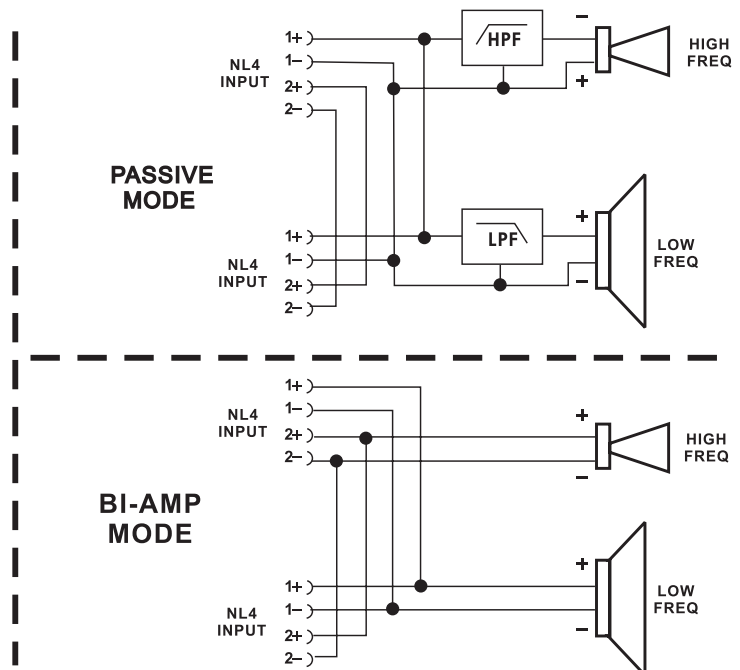 PASSIVE
MODE
NL4
INPUT
1+
1−
2+
2−
HPF
−
+
HIGH
FREQ
NL4
INPUT
1+
1−
2+
2−
LPF
+
−
LOW
FREQ
BI-AMP
MODE
NL4
INPUT
1+
1−
2+
2−
+
−
HIGH
FREQ
NL4
INPUT
1+
1−
2+
2−
+
−
LOW
FREQ